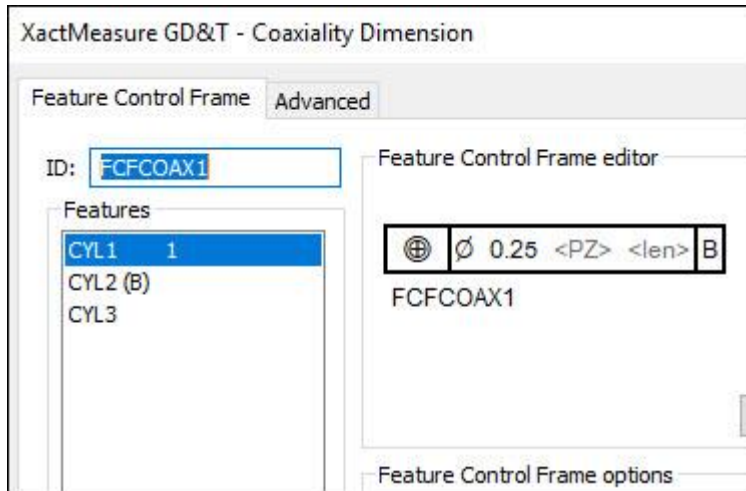 XactMeasure GD&T - Coaxiality Dimension
Feature Control Frame Advanced
ID: FCFCOAX1
Features
CYL1 1
CYL2 (B)
CYL3
Feature Control Frame editor
Ø 0.25 <PZ> <len> B
FCFCOAX1
Feature Control Frame options